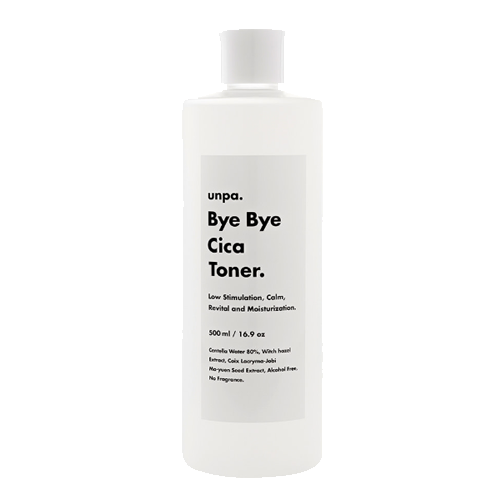 unpa.
Bye Bye
Cica
Toner.
Low Stimulation, Calm,
Revital and Moisturization.
500 ml / 16.9 oz
Centella Water 80%, Witch hazel
Extract, Coix Lacryma-Jobi
Ma-yuen Seed Extract, Alcohol Free.
No Fragrance.